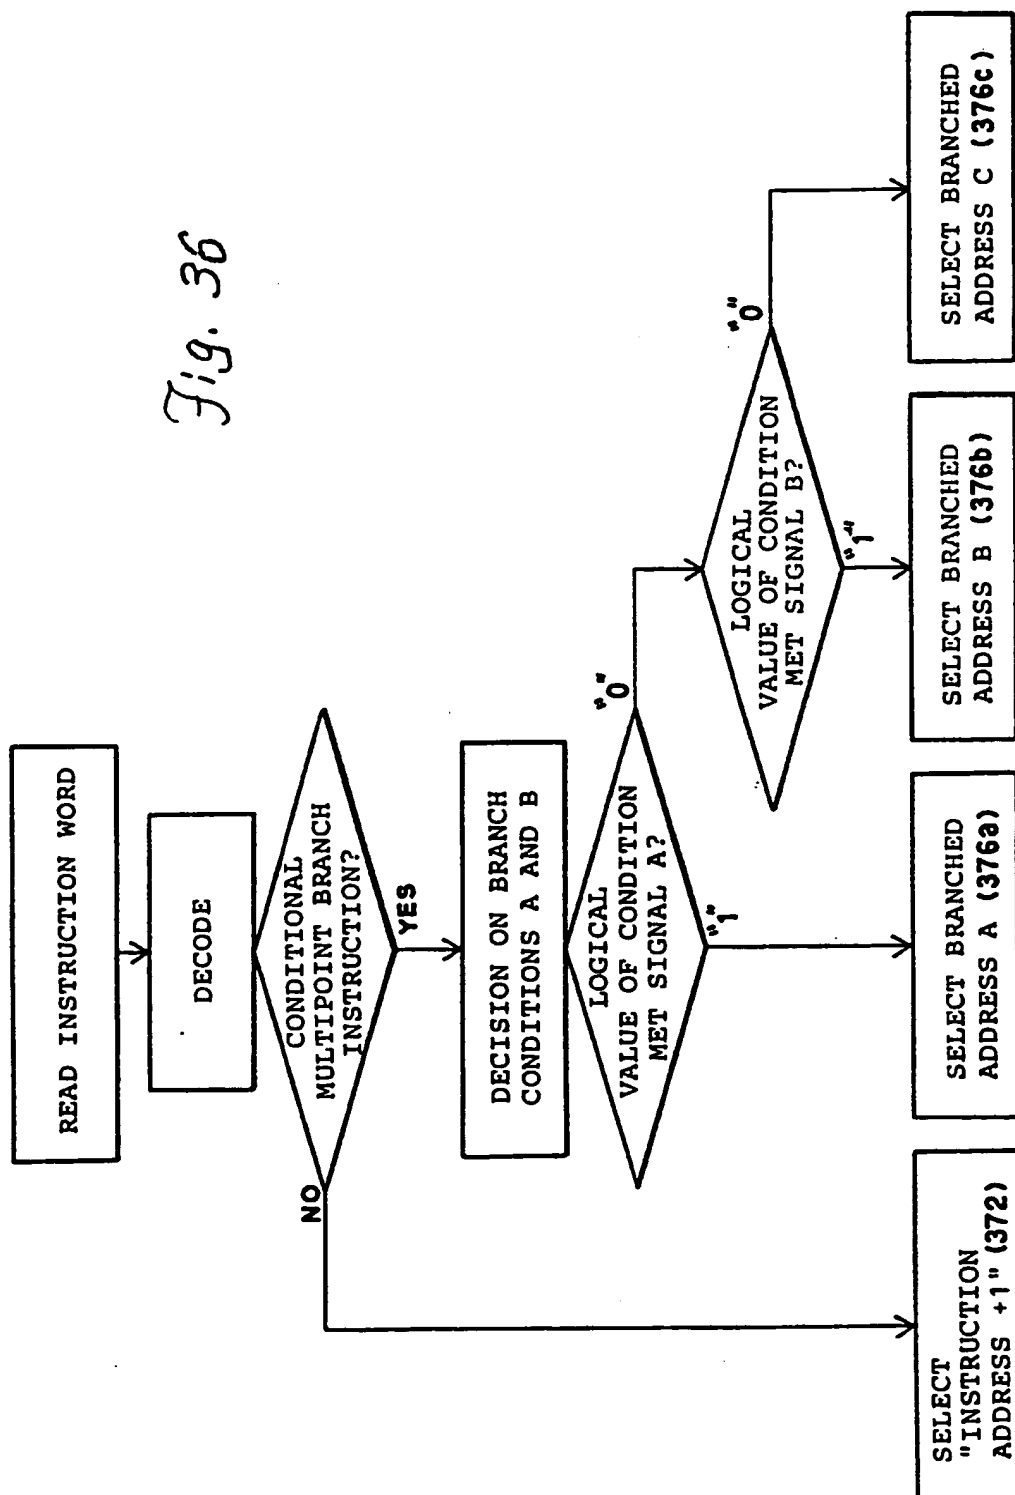 Fig. 36
READ INSTRUCTION WORD
DECODE
CONDITIONAL
MULTIPOINT BRANCH
INSTRUCTION?
NO
YES
DECISION ON BRANCH
CONDITIONS A AND B
LOGICAL
VALUE OF CONDITION
MET SIGNAL A?
"0"
"1"
LOGICAL
VALUE OF CONDITION
MET SIGNAL B?
"0"
"1"
SELECT
"INSTRUCTION
ADDRESS +1" (372)
SELECT BRANCHED
ADDRESS A (376a)
SELECT BRANCHED
ADDRESS B (376b)
SELECT BRANCHED
ADDRESS C (376c)